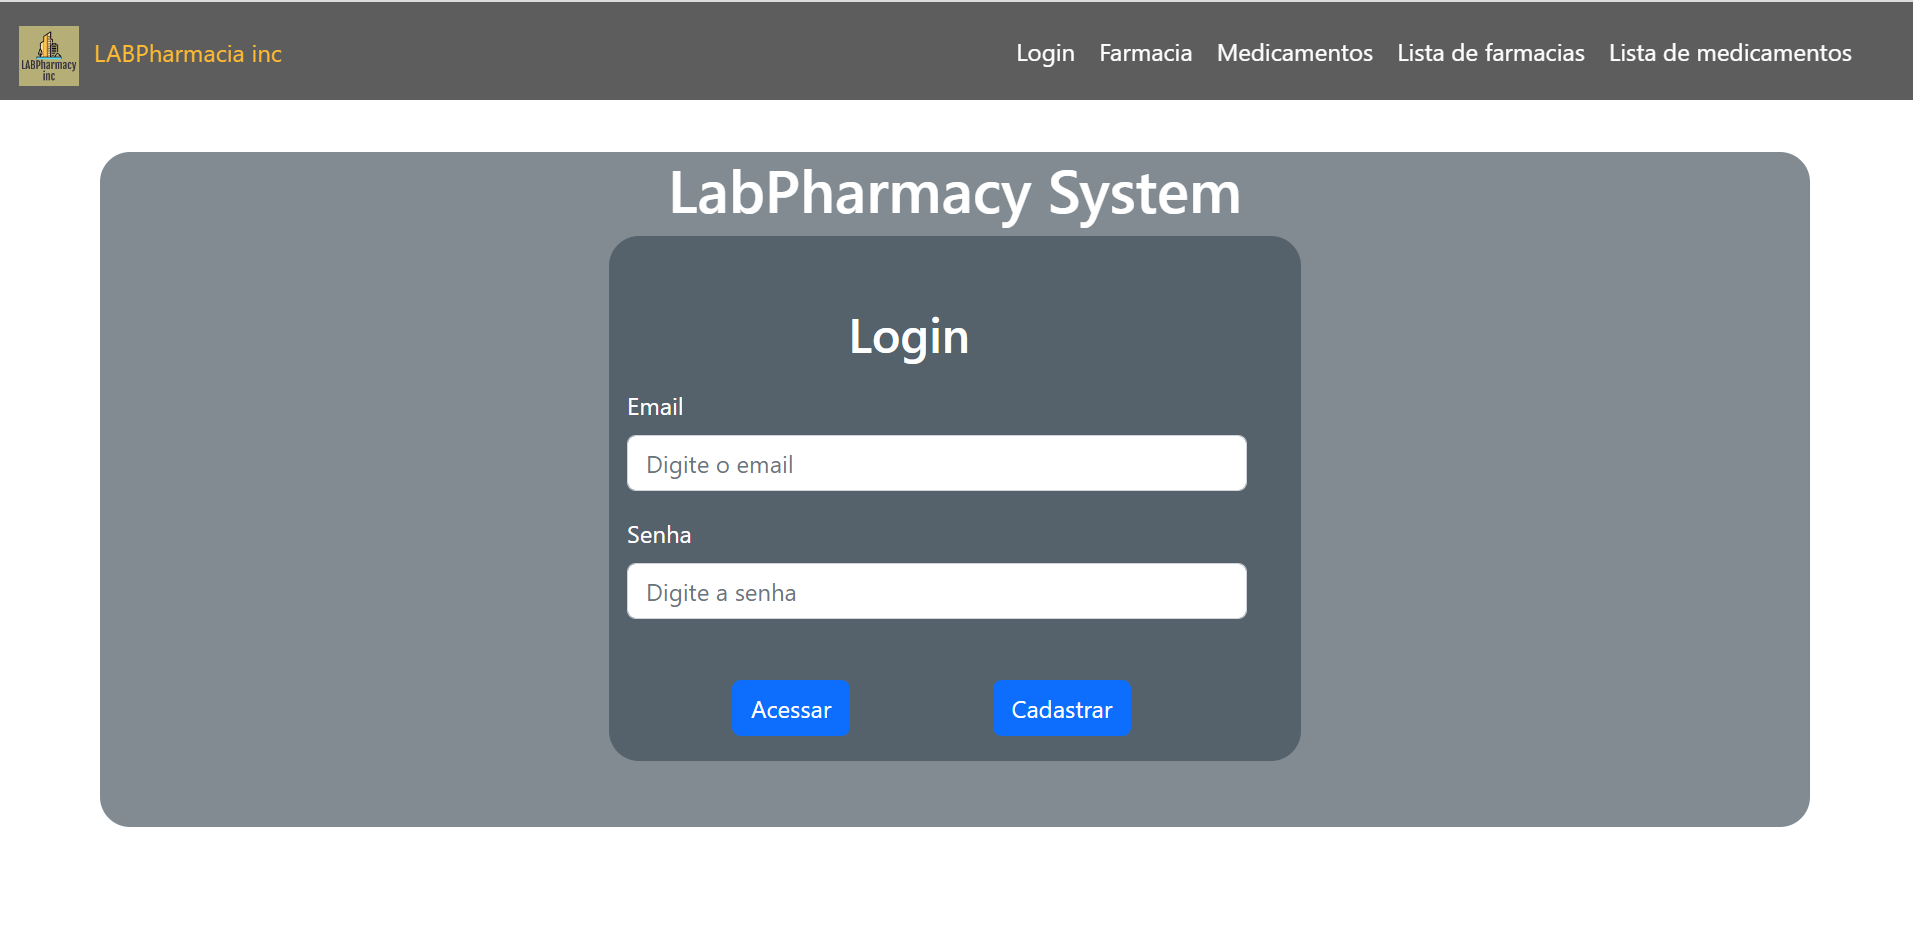 LABPharmacy
inc
LABPharmacia inc
Login Farmacia Medicamentos Lista de farmacias Lista de medicamentos
LabPharmacy System
Login
Email
Digite o email
Senha
Digite a senha
Acessar Cadastrar